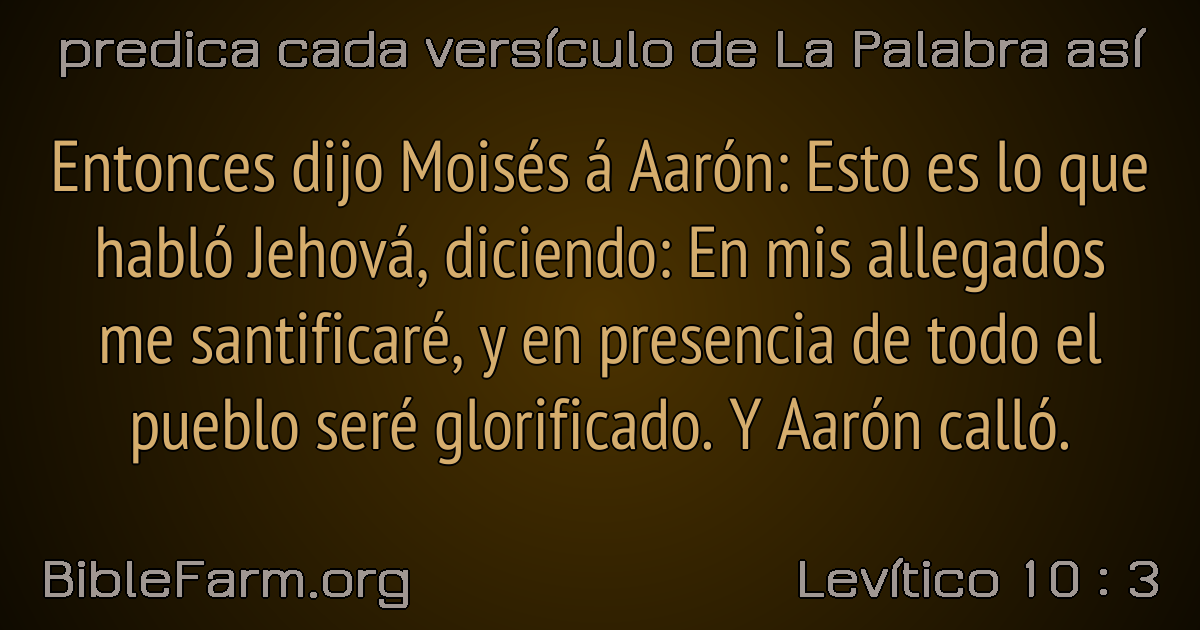 predica cada versículo de La Palabra así
Entonces dijo Moisés á Aarón: Esto es lo que
habló Jehová, diciendo: En mis allegados
me santificaré, y en presencia de todo el
pueblo seré glorificado. Y Aarón calló.
BibleFarm.org
Levítico 10 : 3